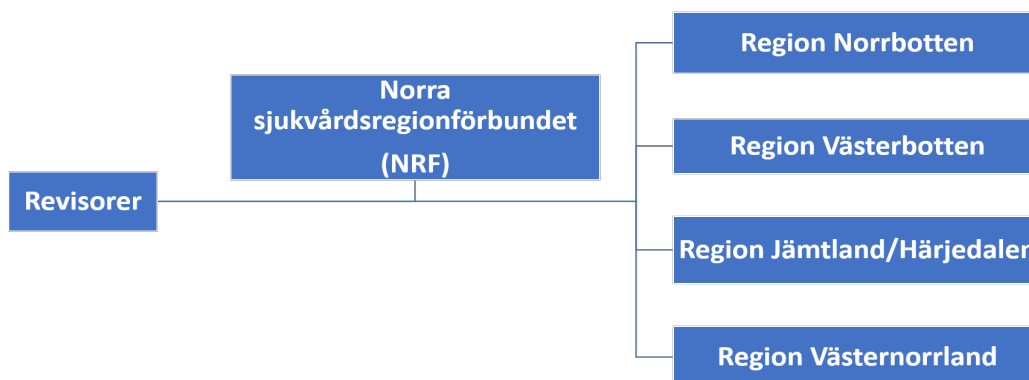 Region Norrbotten
Norra
sjukvårdsregionförbundet
(NRF)
Region Västerbotten
Revisorer
Region Jämtland/Härjedalen
Region Västernorrland